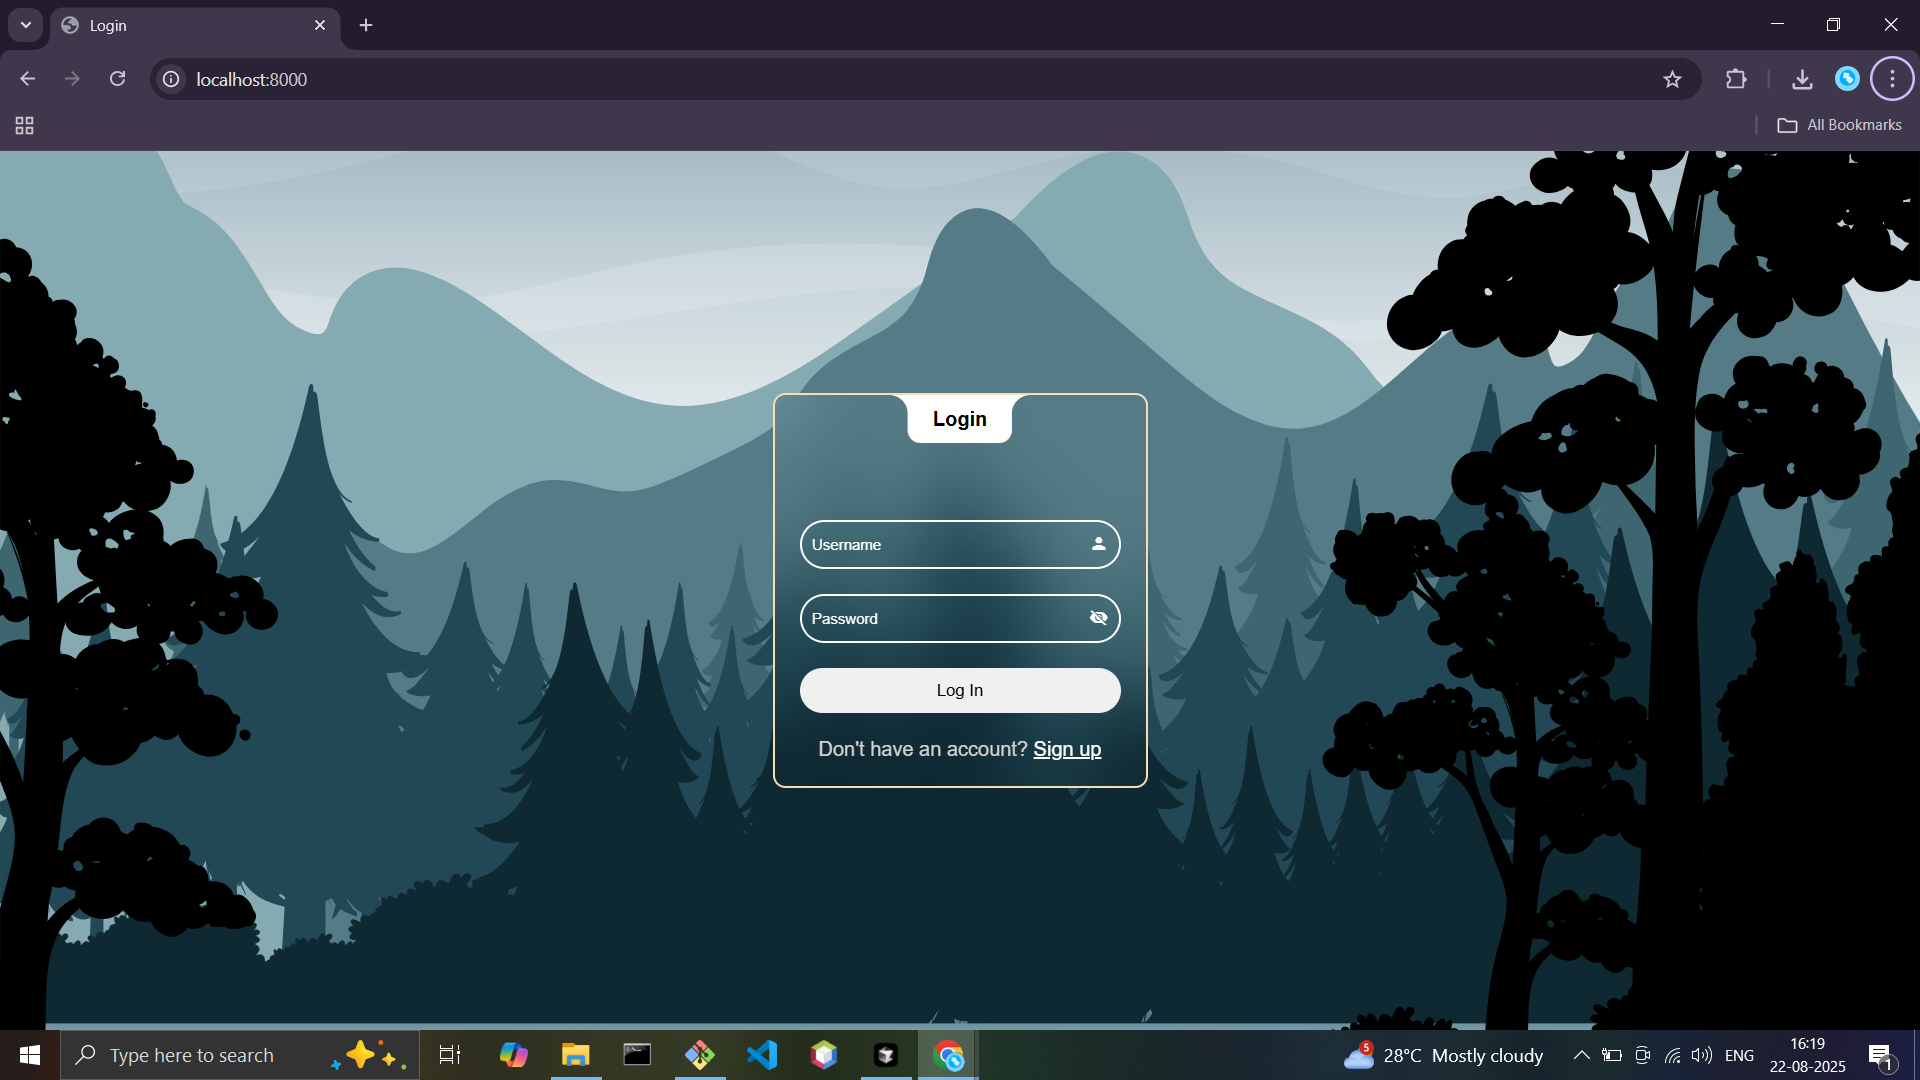 Login
localhost:8000
All Bookmarks
Login
Username
Password
Log In
Don't have an account? Sign up
Type here to search
5
28°C Mostly cloudy
ENG
16:19
22-08-2025
1